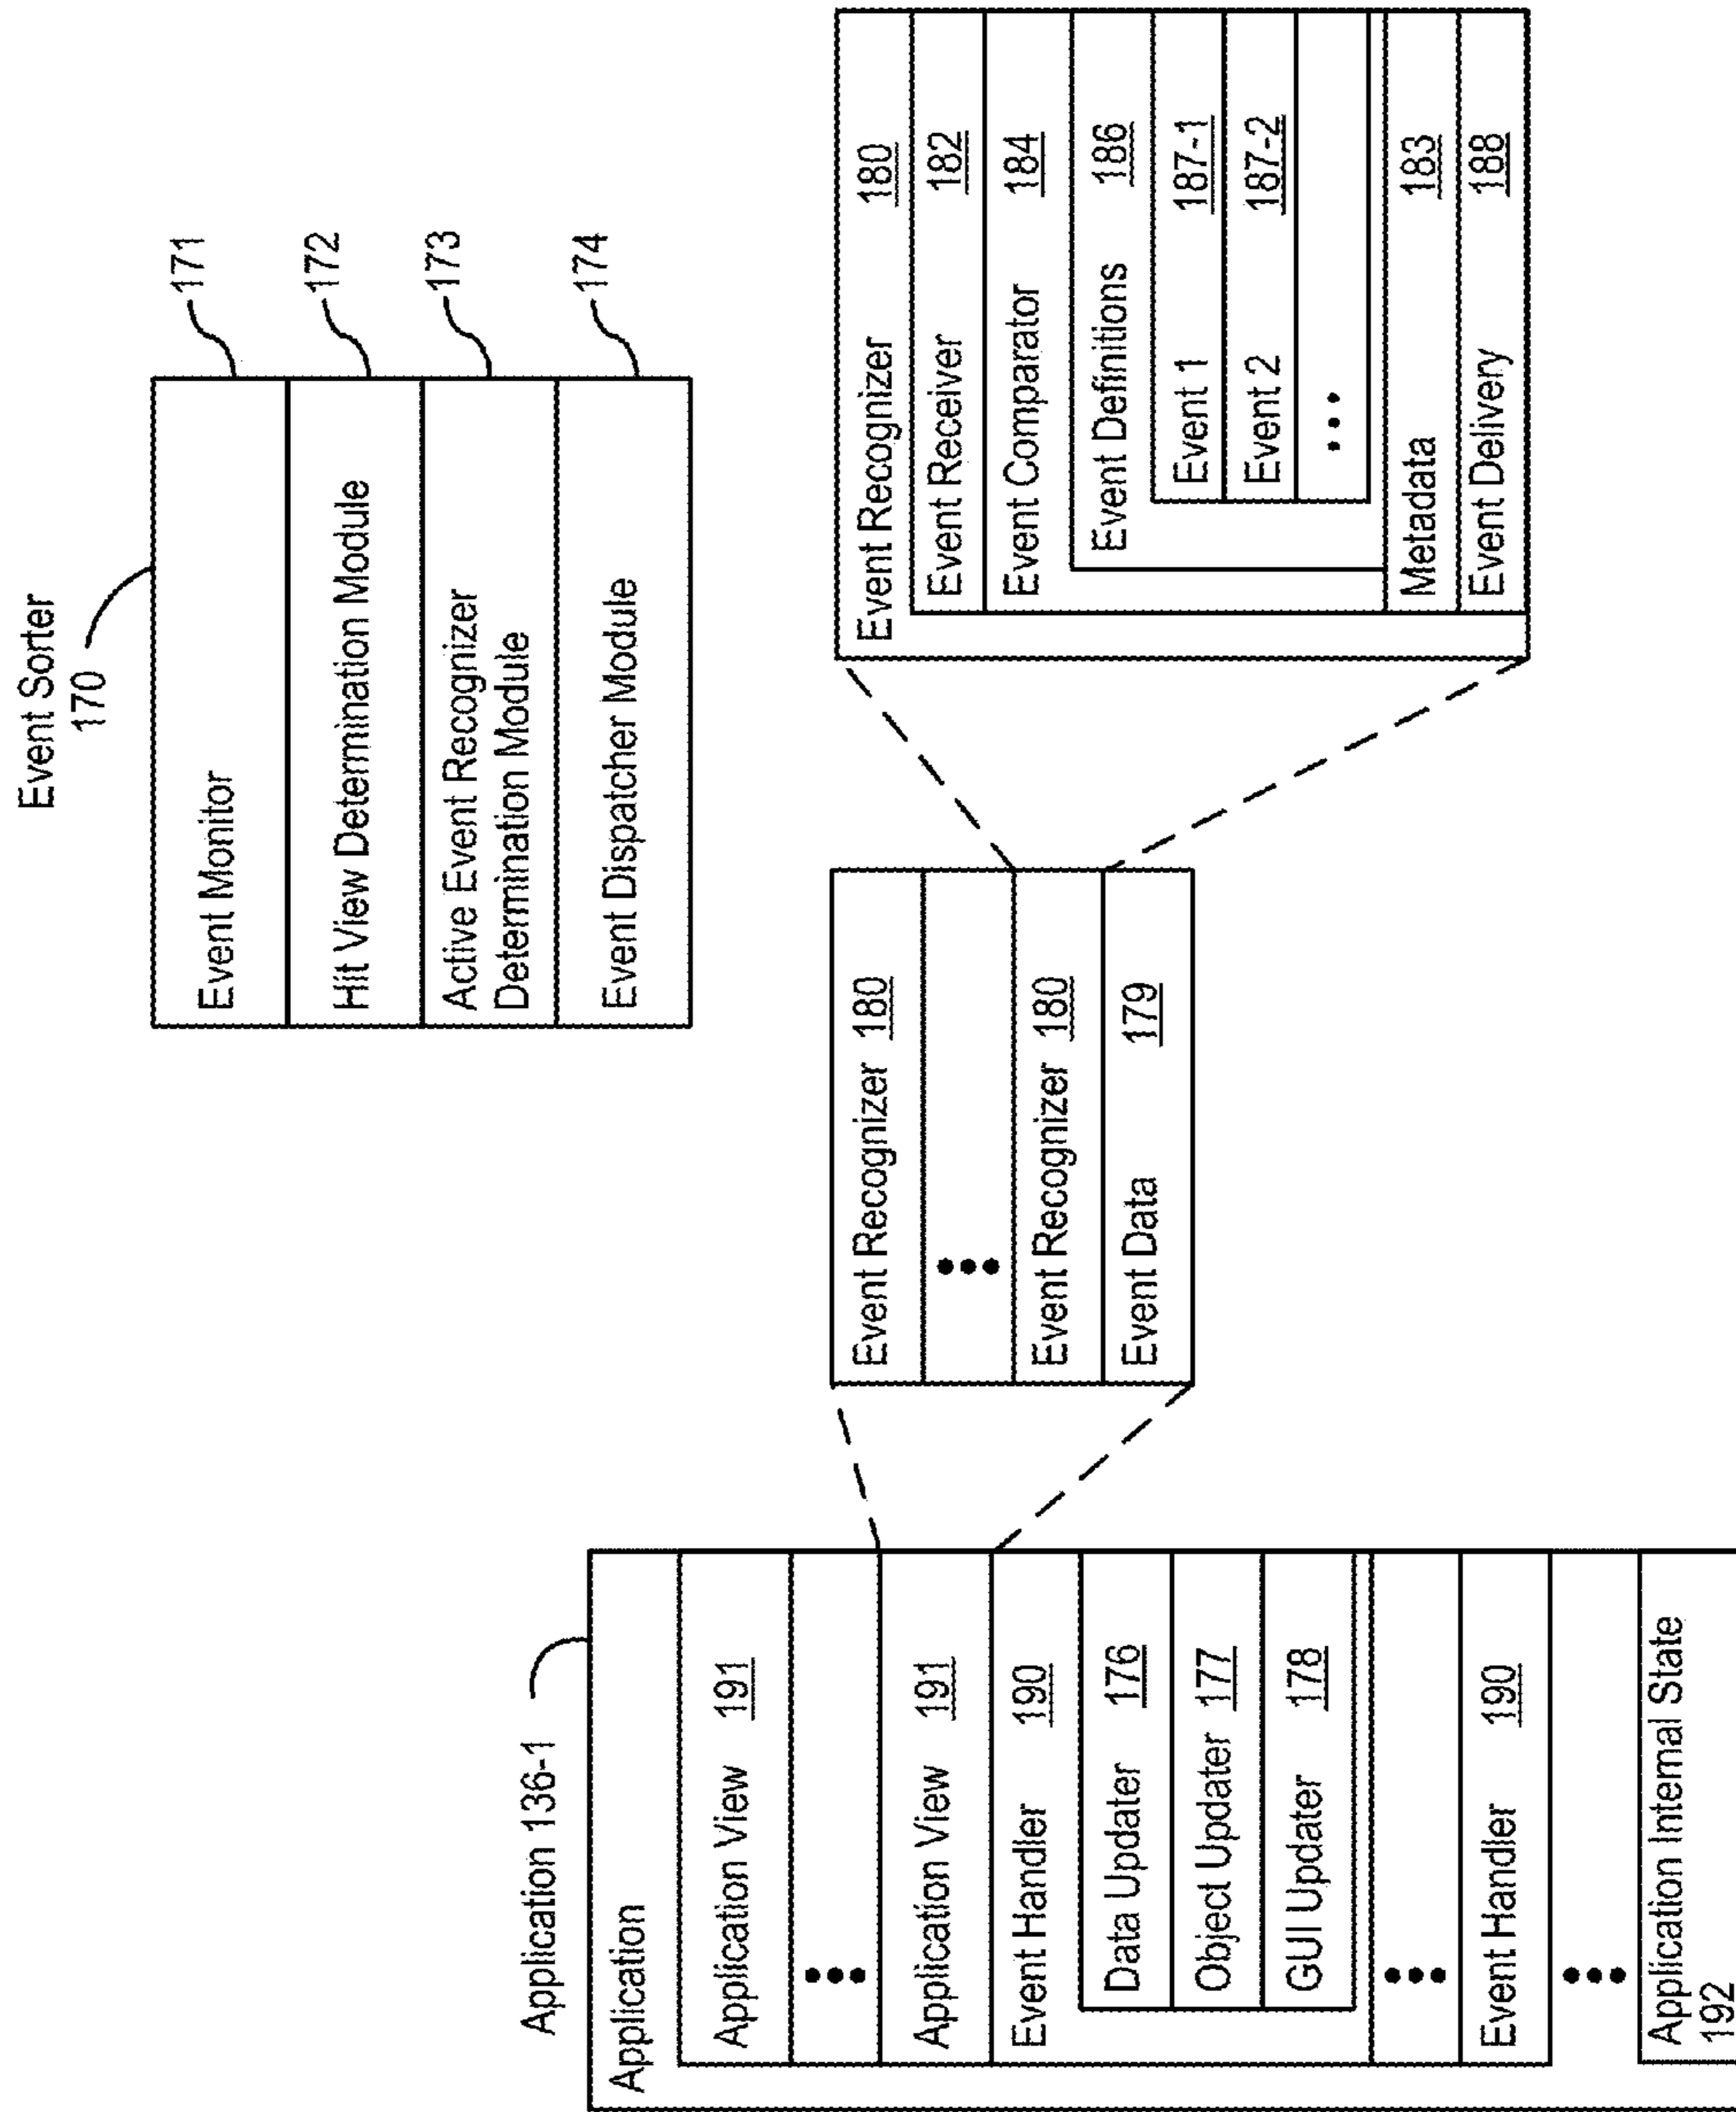 Event Sorter
170
Event Monitor
171
Hit View Determination Module
172
Active Event Recognizer
Determination Module
173
Event Dispatcher Module
174
Application 136-1
Application
Application View 191
•••
Application View 191
Event Handler 190
Data Updater 176
Object Updater 177
GUI Updater 178
•••
Event Handler 190
•••
Application Internal State
192
Event Recognizer 180
•••
Event Recognizer 180
Event Data 179
Event Recognizer 180
Event Receiver 182
Event Comparator 184
Event Definitions 186
Event 1 187-1
Event 2 187-2
•••
Metadata 183
Event Delivery 188